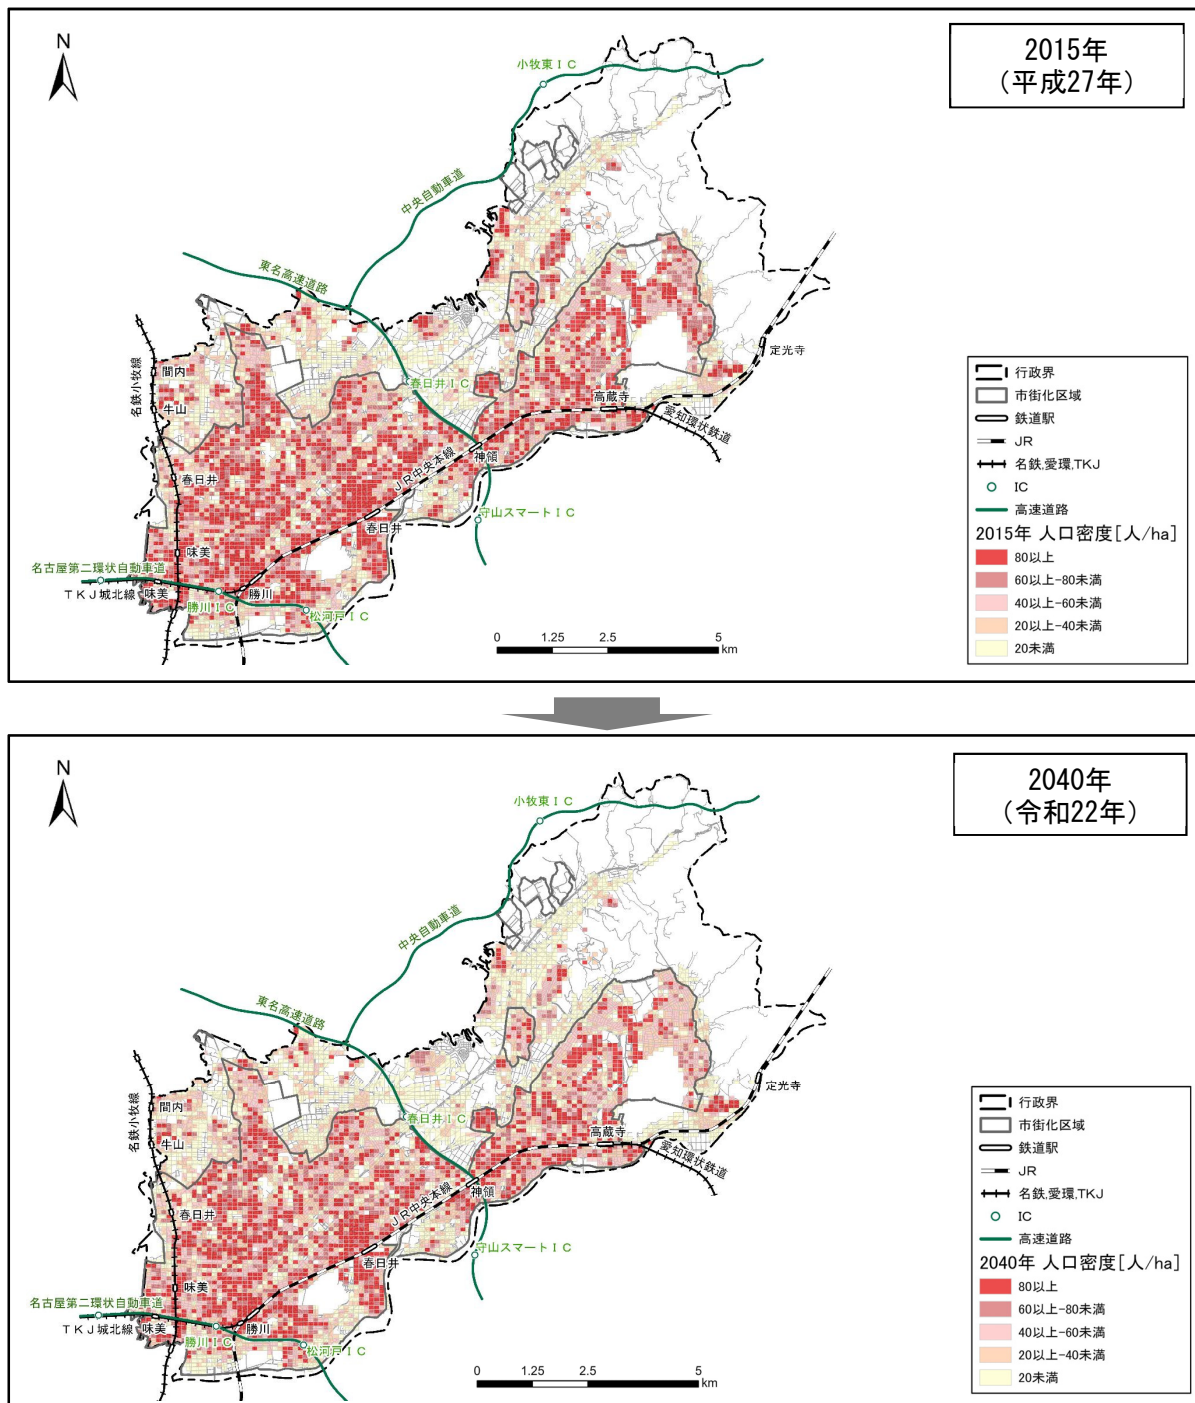 N
2015年
（平成27年）
小牧東ＩＣ
中央自動車道
東名高速道路
名鉄小牧線
間内
牛山
春日井ＩＣ
定光寺
高蔵寺
愛知環状鉄道
神領
ＪＲ中央本線
春日井
守山スマートＩＣ
春日井
味美
名古屋第二環状自動車道
ＴＫＪ城北線
味美
勝川ＩＣ
勝川
松河戸ＩＣ
0 1.25 2.5 5
km
行政界
市街化区域
鉄道駅
JR
名鉄,愛環,TKJ
IC
高速道路
2015年 人口密度[人/ha]
80以上
60以上-80未満
40以上-60未満
20以上-40未満
20未満
N
2040年
（令和22年）
小牧東ＩＣ
中央自動車道
東名高速道路
名鉄小牧線
間内
牛山
春日井ＩＣ
定光寺
高蔵寺
愛知環状鉄道
神領
ＪＲ中央本線
春日井
守山スマートＩＣ
春日井
味美
名古屋第二環状自動車道
ＴＫＪ城北線
味美
勝川ＩＣ
勝川
松河戸ＩＣ
0 1.25 2.5 5
km
行政界
市街化区域
鉄道駅
JR
名鉄,愛環,TKJ
IC
高速道路
2040年 人口密度[人/ha]
80以上
60以上-80未満
40以上-60未満
20以上-40未満
20未満